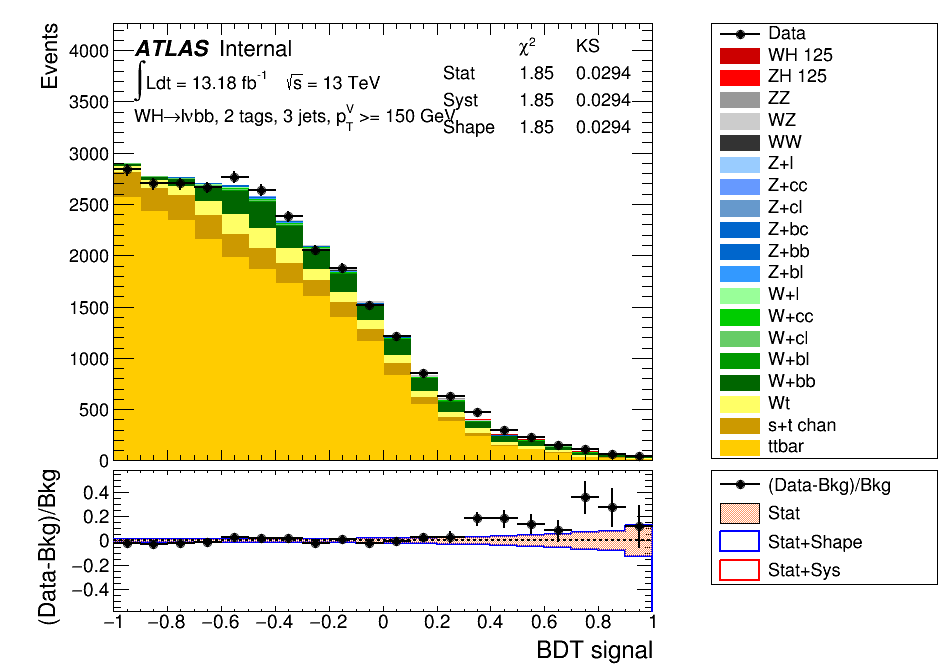 Events
4000
3500
3000
2500
2000
1500
1000
500
0
ATLAS Internal
∫Ldt = 13.18 fb⁻¹ √s = 13 TeV
WH→lνbb, 2 tags, 3 jets, p_T^V >= 150 GeV
χ² KS
Stat 1.85 0.0294
Syst 1.85 0.0294
Shape 1.85 0.0294
Data
WH 125
ZH 125
ZZ
WZ
WW
Z+l
Z+cc
Z+cl
Z+bc
Z+bb
Z+bl
W+l
W+cc
W+cl
W+bl
W+bb
Wt
s+t chan
ttbar
(Data-Bkg)/Bkg
0.4
0.2
0
−0.2
−0.4
−1 −0.8 −0.6 −0.4 −0.2 0 0.2 0.4 0.6 0.8 1
BDT signal
(Data-Bkg)/Bkg
Stat
Stat+Shape
Stat+Sys